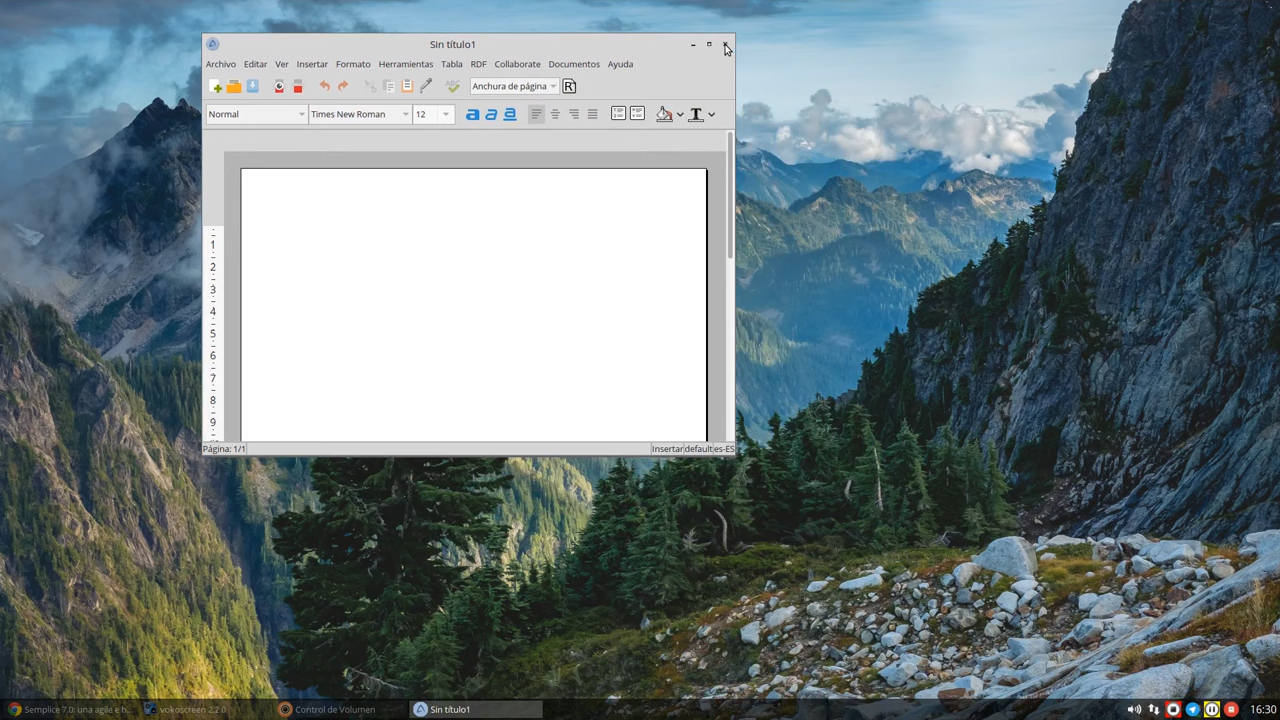 Sin título1
Archivo Editar Ver Insertar Formato Herramientas Tabla RDF Collaborate Documentos Ayuda
Anchura de página
Normal Times New Roman 12 a a a
Página: 1/1 Insertar default es-ES
1
2
3
4
5
6
7
8
9
Semplice 7.0: una agile e b... vokoscreen 2.2.0 Control de Volumen Sin título1 16:30